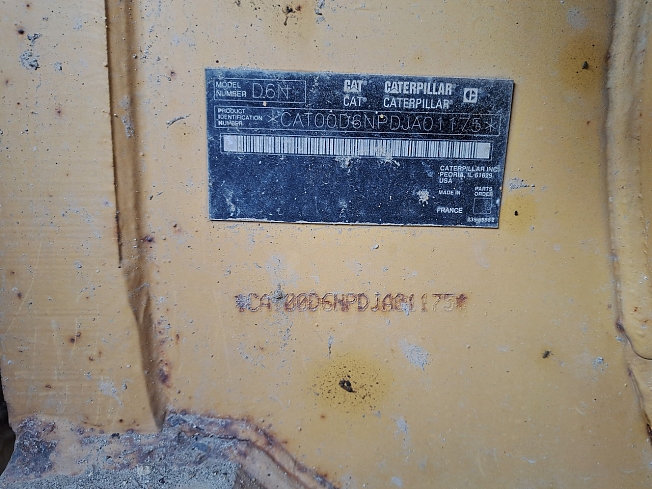 MODEL NUMBER D6N
CAT CATERPILLAR
CAT® CATERPILLAR®
PRODUCT IDENTIFICATION NUMBER *CAT00D6NPDJA01175*
CATERPILLAR INC.
PEORIA, IL 61629
USA
MADE IN
FRANCE
PARTS ORDER
*CAT00D6NPDJA01175*